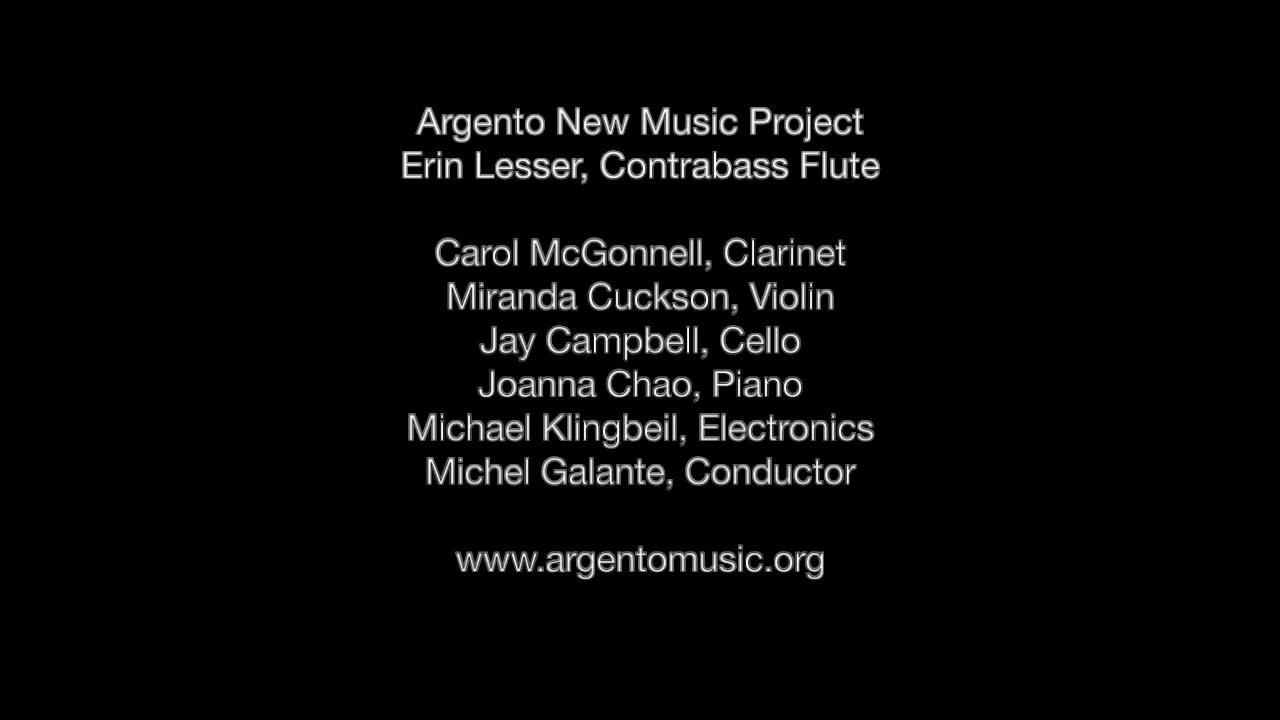 Argento New Music Project
Erin Lesser, Contrabass Flute
Carol McGonnell, Clarinet
Miranda Cuckson, Violin
Jay Campbell, Cello
Joanna Chao, Piano
Michael Klingbeil, Electronics
Michel Galante, Conductor
www.argentomusic.org